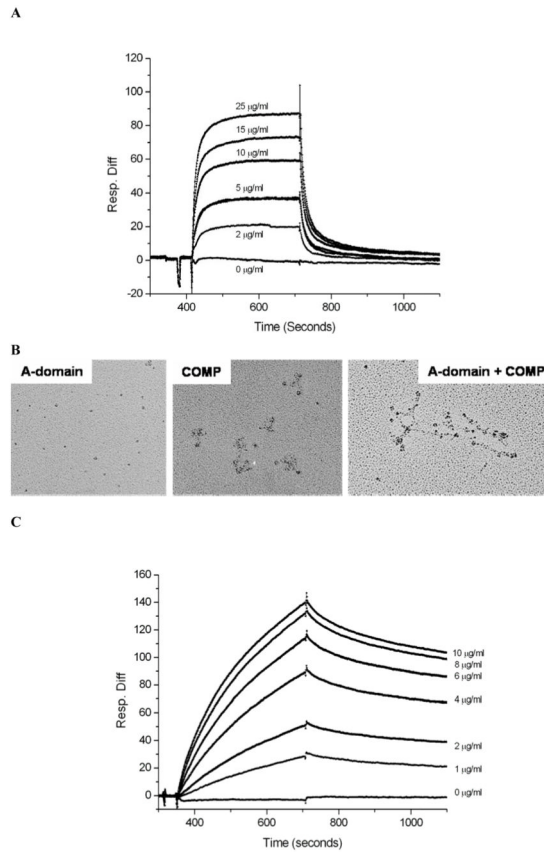 A
120
100
80
60
40
20
0
-20
Resp. Diff
25 µg/ml
15 µg/ml
10 µg/ml
5 µg/ml
2 µg/ml
0 µg/ml
400 600 800 1000
Time (Seconds)
B
A-domain COMP A-domain + COMP
C
160
140
120
100
80
60
40
20
0
-20
Resp. Diff
10 µg/ml
8 µg/ml
6 µg/ml
4 µg/ml
2 µg/ml
1 µg/ml
0 µg/ml
400 600 800 1000
Time (seconds)